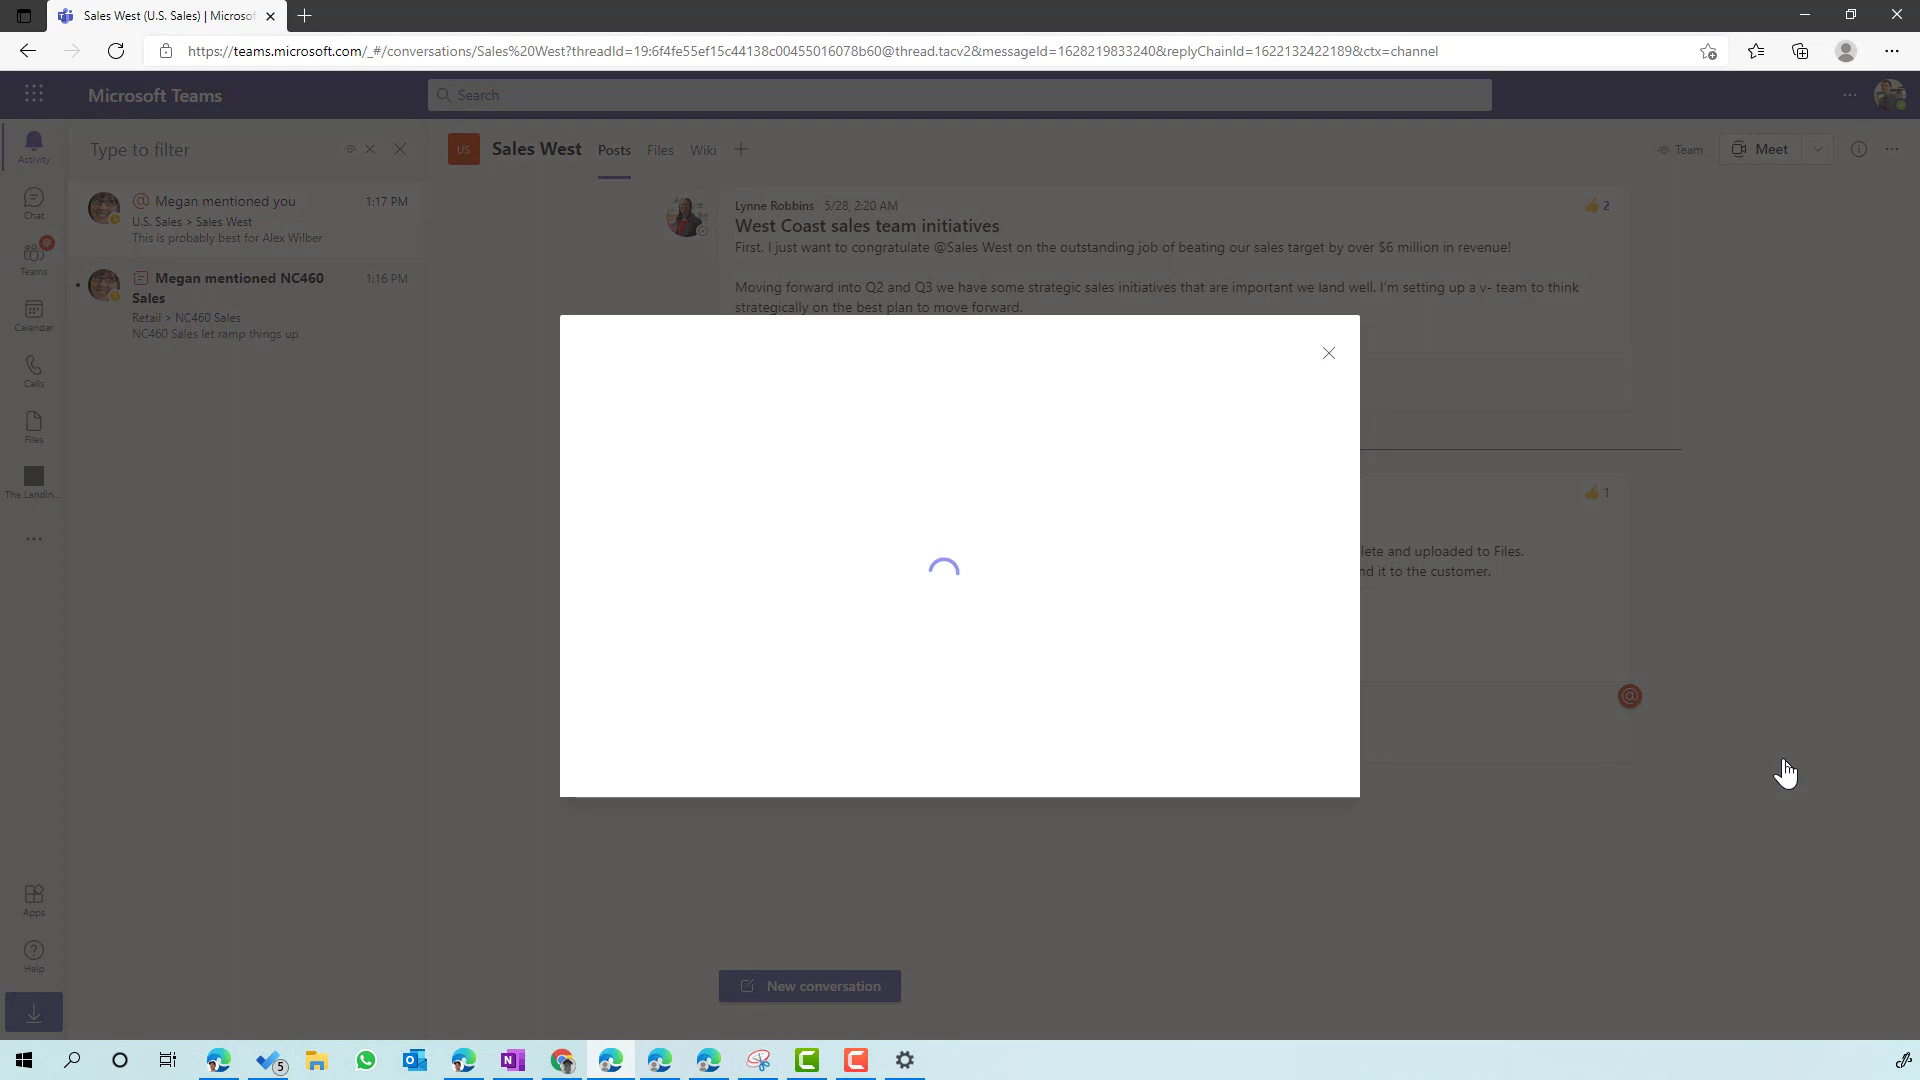 Sales West (U.S. Sales) | Microsof
https://teams.microsoft.com/_#/conversations/Sales%20West?threadId=19:6f4fe55ef15c44138c00455016078b60@thread.tacv2&messageId=1628219833240&replyChainId=1622132422189&ctx=channel
Microsoft Teams
Search
Activity
Chat
Teams
Calendar
Calls
Files
The Landin...
Apps
Help
Type to filter
@ Megan mentioned you 1:17 PM
U.S. Sales > Sales West
This is probably best for Alex Wilber
Megan mentioned NC460 1:16 PM
Sales
Retail > NC460 Sales
NC460 Sales let ramp things up
US Sales West Posts Files Wiki
Team Meet
Lynne Robbins 5/28, 2:20 AM 2
West Coast sales team initiatives
First, I just want to congratulate @Sales West on the outstanding job of beating our sales target by over $6 million in revenue!
Moving forward into Q2 and Q3 we have some strategic sales initiatives that are important we land well. I'm setting up a v- team to think
strategically on the best plan to move forward.
1
lete and uploaded to Files.
nd it to the customer.
@
New conversation
5